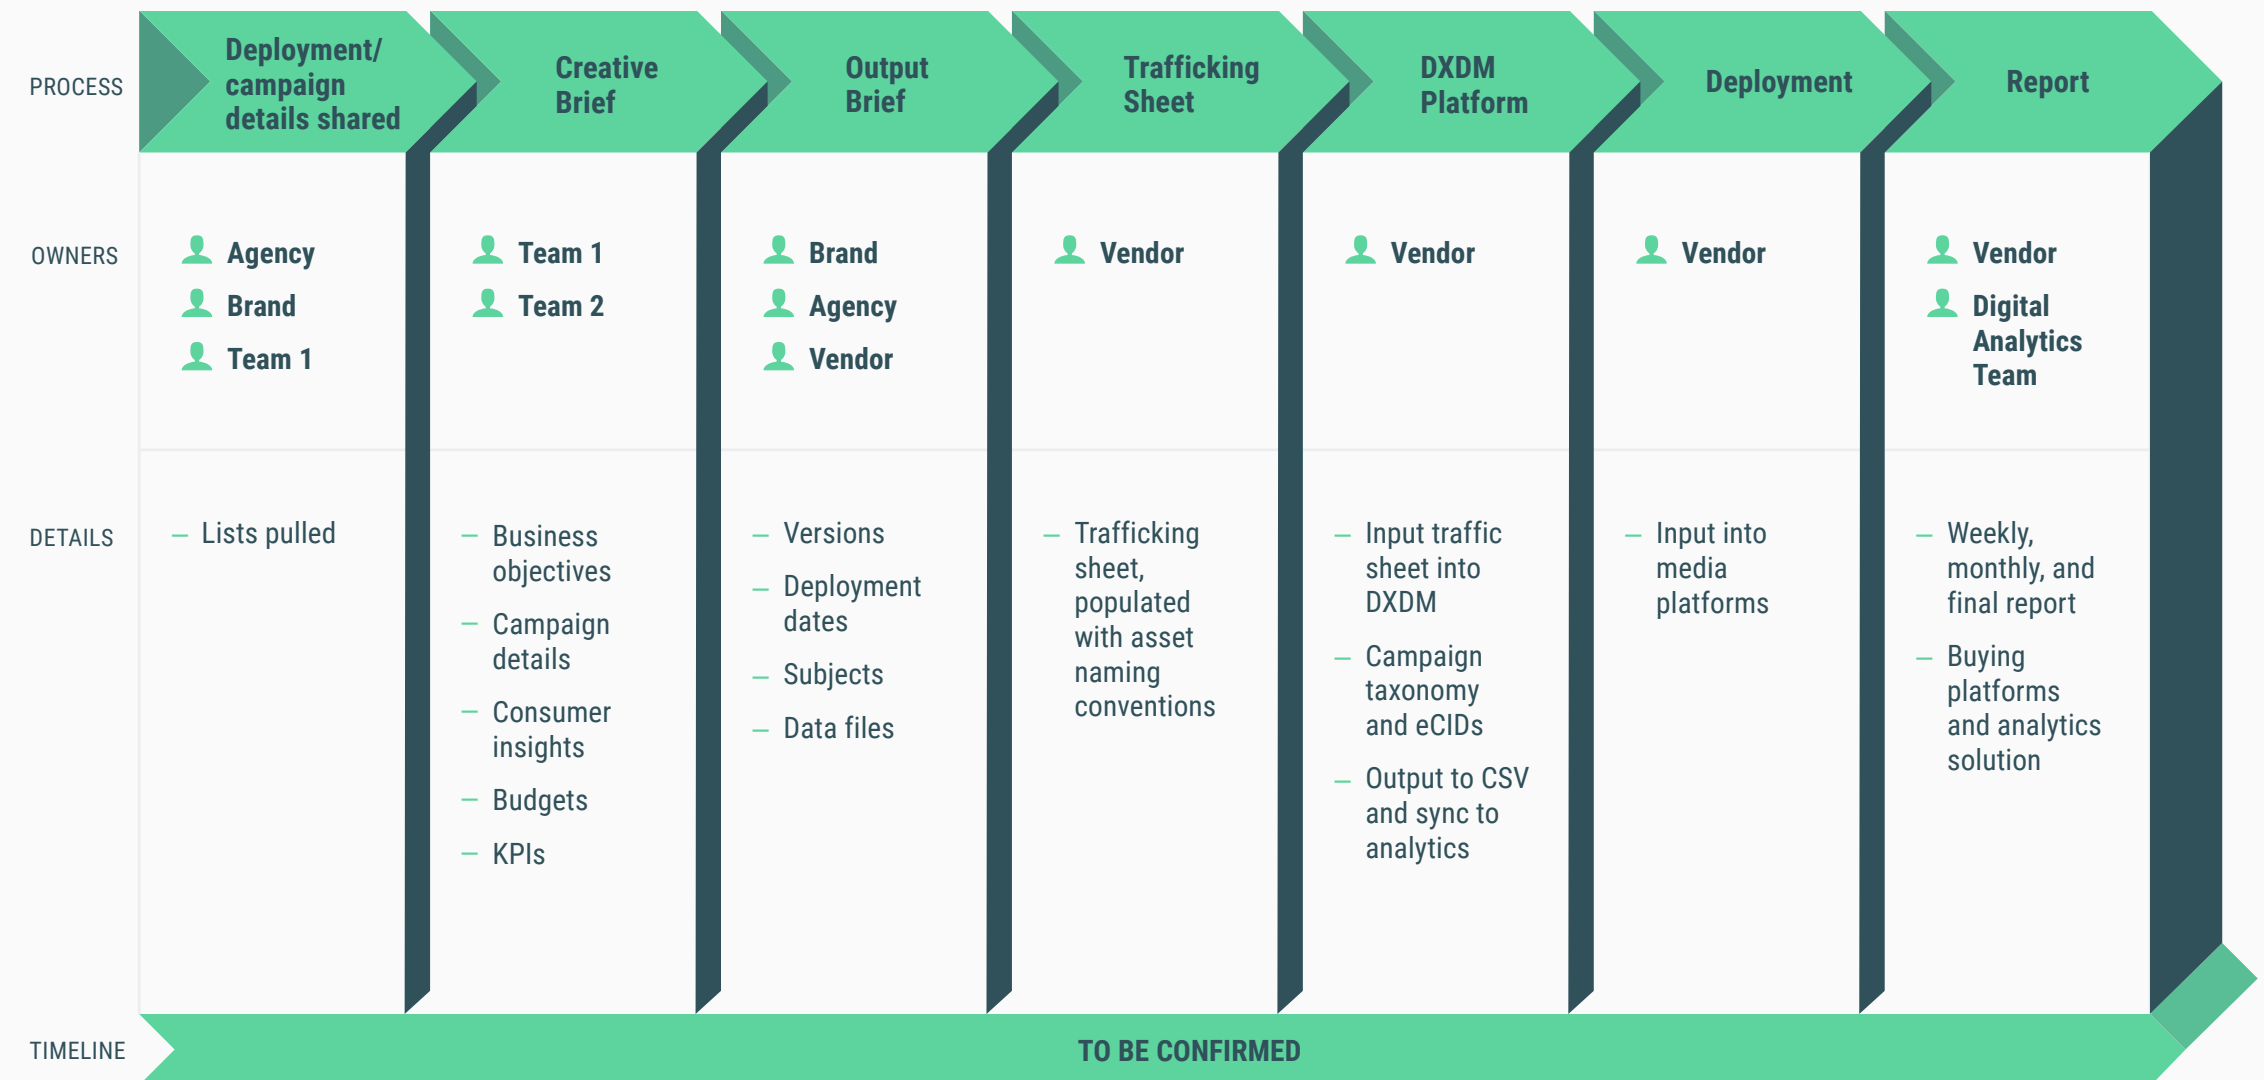 PROCESS
Deployment/
campaign
details shared
Creative
Brief
Output
Brief
Trafficking
Sheet
DXDM
Platform
Deployment
Report
OWNERS
Agency
Brand
Team 1
Team 1
Team 2
Brand
Agency
Vendor
Vendor
Vendor
Vendor
Vendor
Digital
Analytics
Team
DETAILS
– Lists pulled
– Business
objectives
– Campaign
details
– Consumer
insights
– Budgets
– KPIs
– Versions
– Deployment
dates
– Subjects
– Data files
– Trafficking
sheet,
populated
with asset
naming
conventions
– Input traffic
sheet into
DXDM
– Campaign
taxonomy
and eCIDs
– Output to CSV
and sync to
analytics
– Input into
media
platforms
– Weekly,
monthly, and
final report
– Buying
platforms
and analytics
solution
TIMELINE
TO BE CONFIRMED